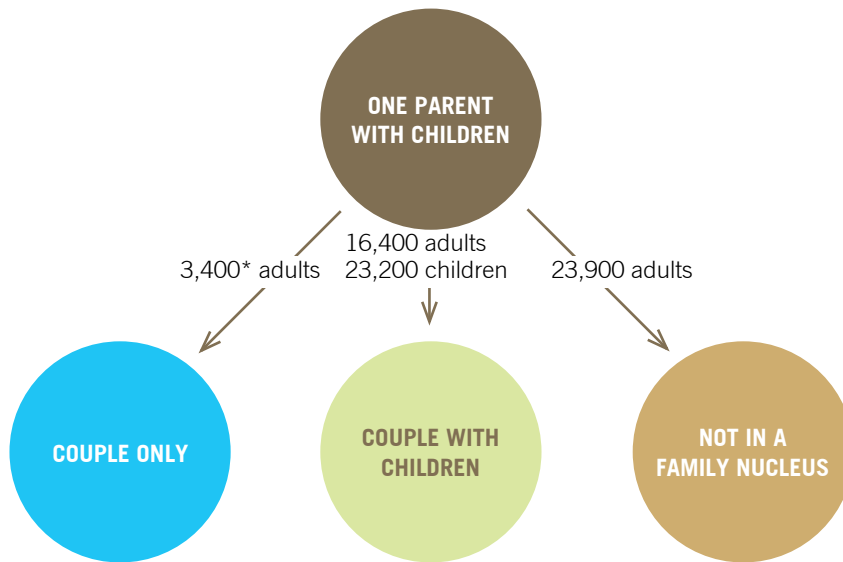 ONE PARENT
WITH CHILDREN
16,400 adults
3,400* adults
23,200 children
23,900 adults
COUPLE ONLY
COUPLE WITH
CHILDREN
NOT IN A
FAMILY NUCLEUS